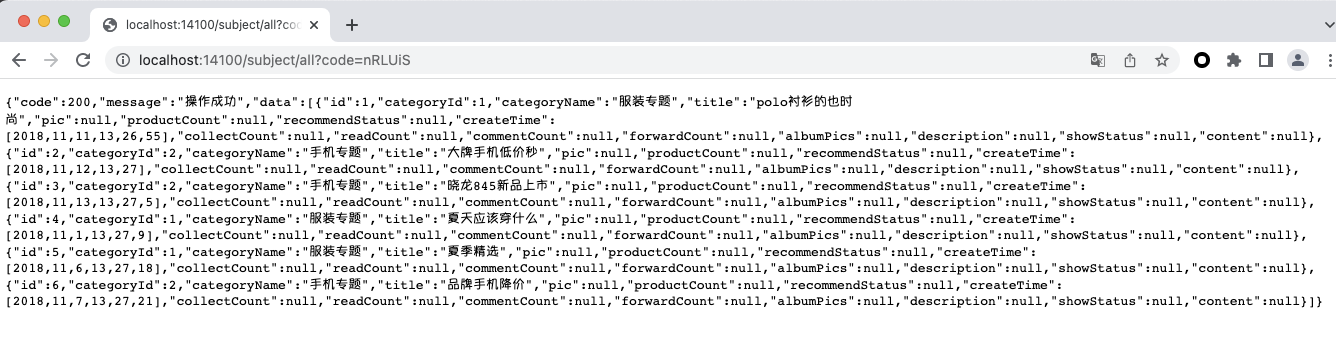 localhost:14100/subject/all?co
localhost:14100/subject/all?code=nRLUiS
{"code":200,"message":"操作成功","data":[{"id":1,"categoryId":1,"categoryName":"服装专题","title":"polo衬衫的也时
尚","pic":null,"productCount":null,"recommendStatus":null,"createTime":
[2018,11,11,13,26,55],"collectCount":null,"readCount":null,"commentCount":null,"forwardCount":null,"albumPics":null,"description":null,"showStatus":null,"content":null},
{"id":2,"categoryId":2,"categoryName":"手机专题","title":"大牌手机低价秒","pic":null,"productCount":null,"recommendStatus":null,"createTime":
[2018,11,12,13,27],"collectCount":null,"readCount":null,"commentCount":null,"forwardCount":null,"albumPics":null,"description":null,"showStatus":null,"content":null},
{"id":3,"categoryId":2,"categoryName":"手机专题","title":"晓龙845新品上市","pic":null,"productCount":null,"recommendStatus":null,"createTime":
[2018,11,13,13,27,5],"collectCount":null,"readCount":null,"commentCount":null,"forwardCount":null,"albumPics":null,"description":null,"showStatus":null,"content":null},
{"id":4,"categoryId":1,"categoryName":"服装专题","title":"夏天应该穿什么","pic":null,"productCount":null,"recommendStatus":null,"createTime":
[2018,11,1,13,27,9],"collectCount":null,"readCount":null,"commentCount":null,"forwardCount":null,"albumPics":null,"description":null,"showStatus":null,"content":null},
{"id":5,"categoryId":1,"categoryName":"服装专题","title":"夏季精选","pic":null,"productCount":null,"recommendStatus":null,"createTime":
[2018,11,6,13,27,18],"collectCount":null,"readCount":null,"commentCount":null,"forwardCount":null,"albumPics":null,"description":null,"showStatus":null,"content":null},
{"id":6,"categoryId":2,"categoryName":"手机专题","title":"品牌手机降价","pic":null,"productCount":null,"recommendStatus":null,"createTime":
[2018,11,7,13,27,21],"collectCount":null,"readCount":null,"commentCount":null,"forwardCount":null,"albumPics":null,"description":null,"showStatus":null,"content":null}]}